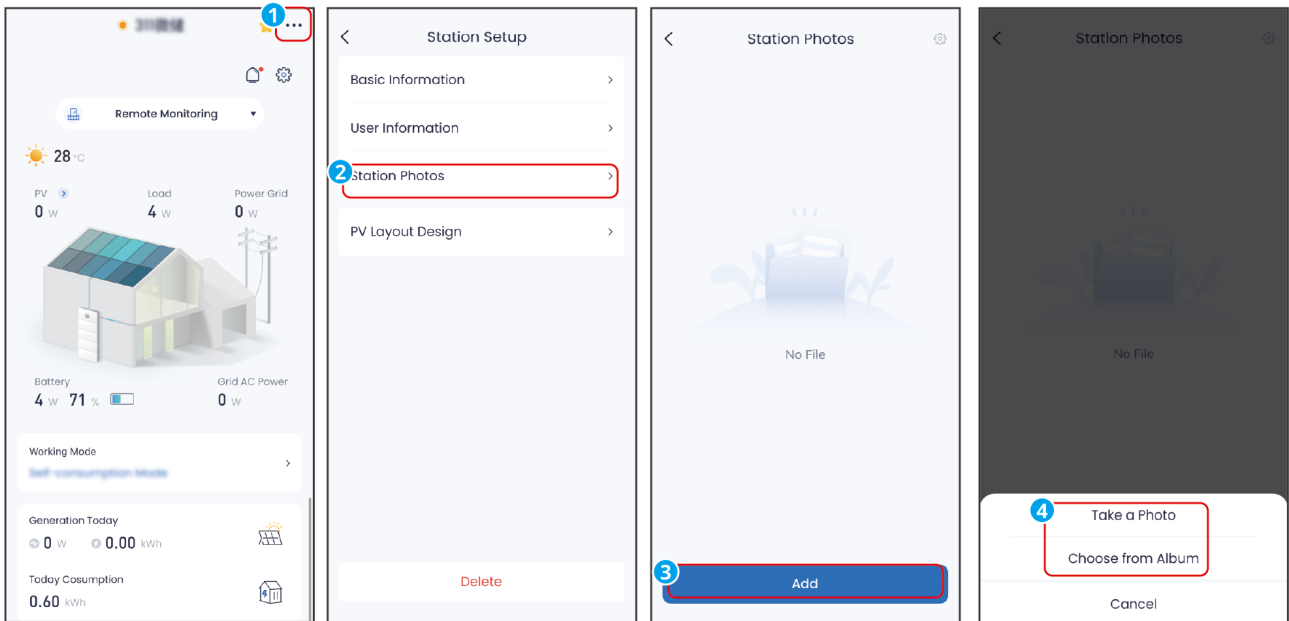 1
...
Remote Monitoring
28 °C
PV Load Power Grid
0 W 4 W 0 W
Battery Grid AC Power
4 W 71 % 0 W
Working Mode
Generation Today
0 W 0.00 kWh
Today Cosumption
0.60 kWh
Station Setup
Basic Information
User Information
2
Station Photos
PV Layout Design
Delete
Station Photos
No File
3
Add
Station Photos
No File
4
Take a Photo
Choose from Album
Cancel